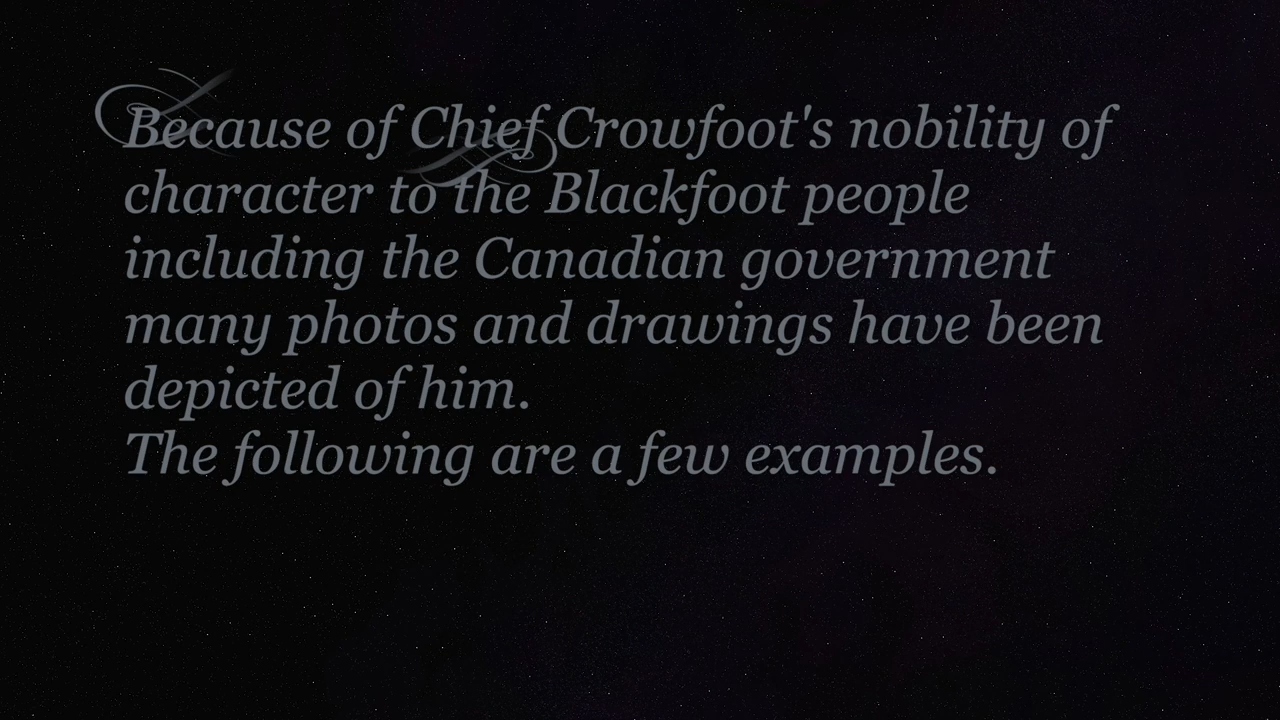 Because of Chief Crowfoot's nobility of
character to the Blackfoot people
including the Canadian government
many photos and drawings have been
depicted of him.
The following are a few examples.